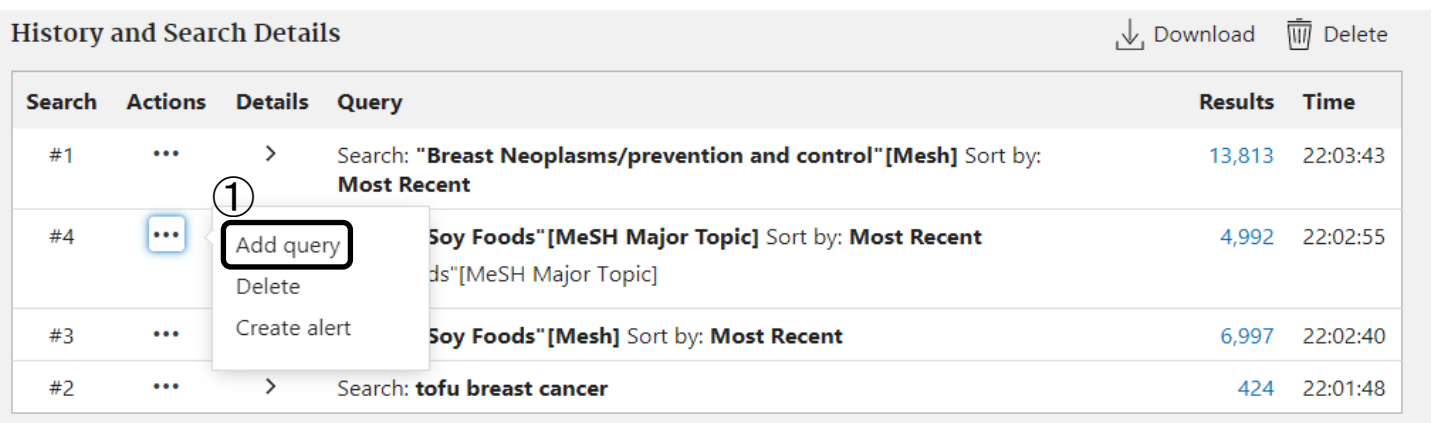 History and Search Details Download Delete
Search Actions Details Query Results Time
#1 ••• > Search: "Breast Neoplasms/prevention and control"[Mesh] Sort by: 13,813 22:03:43
Most Recent
①
#4 ••• Add query Soy Foods"[MeSH Major Topic] Sort by: Most Recent 4,992 22:02:55
ds"[MeSH Major Topic]
Delete
Create alert
#3 ••• Soy Foods"[Mesh] Sort by: Most Recent 6,997 22:02:40
#2 ••• > Search: tofu breast cancer 424 22:01:48